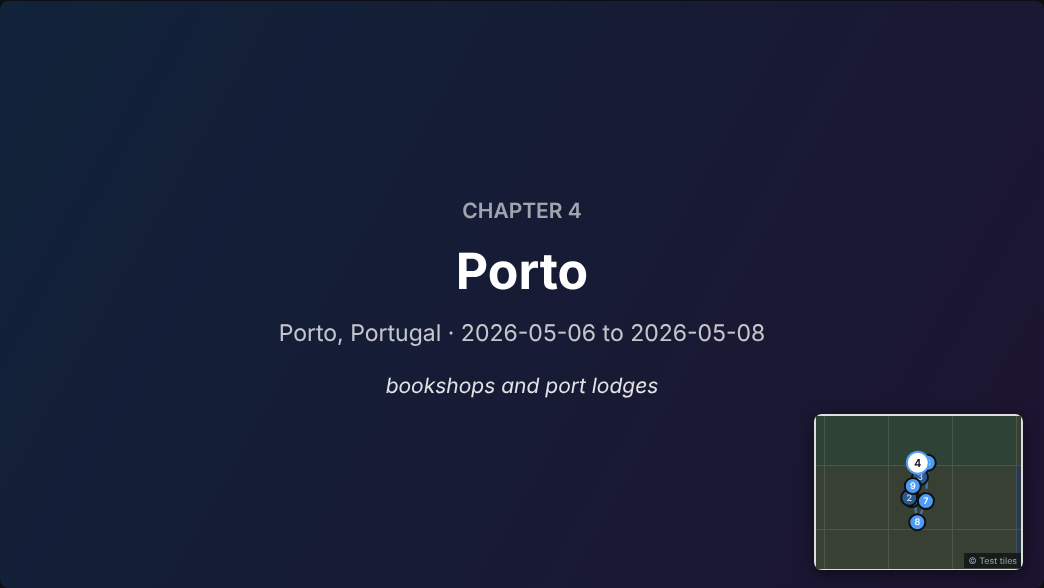 CHAPTER 4
Porto
Porto, Portugal · 2026-05-06 to 2026-05-08
bookshops and port lodges
4
3
9
2
7
8
© Test tiles